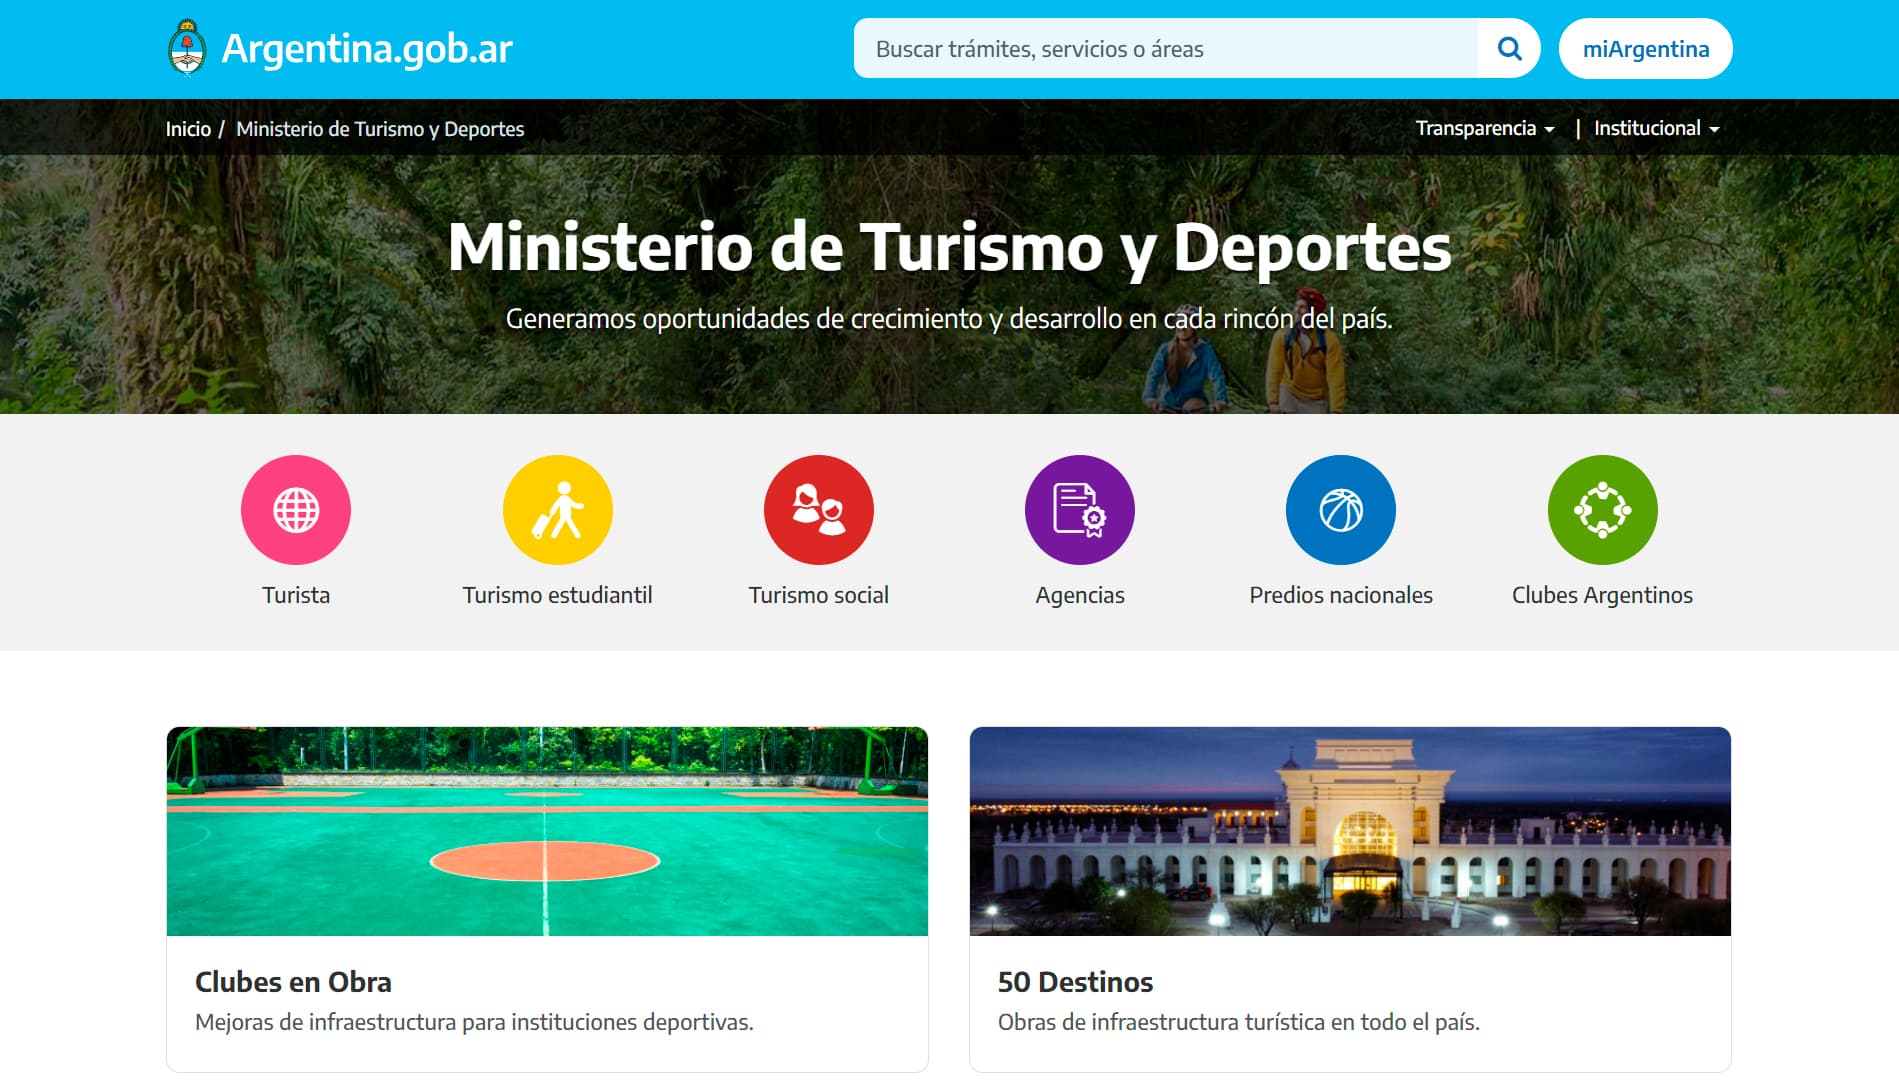 Argentina.gob.ar
Buscar trámites, servicios o áreas
miArgentina
Inicio / Ministerio de Turismo y Deportes
Transparencia | Institucional
Ministerio de Turismo y Deportes
Generamos oportunidades de crecimiento y desarrollo en cada rincón del país.
Turista
Turismo estudiantil
Turismo social
Agencias
Predios nacionales
Clubes Argentinos
Clubes en Obra
Mejoras de infraestructura para instituciones deportivas.
50 Destinos
Obras de infraestructura turística en todo el país.